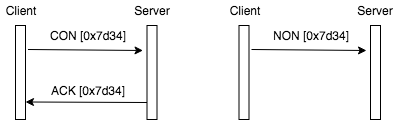 Client Server Client Server
CON [0x7d34] NON [0x7d34]
ACK [0x7d34]